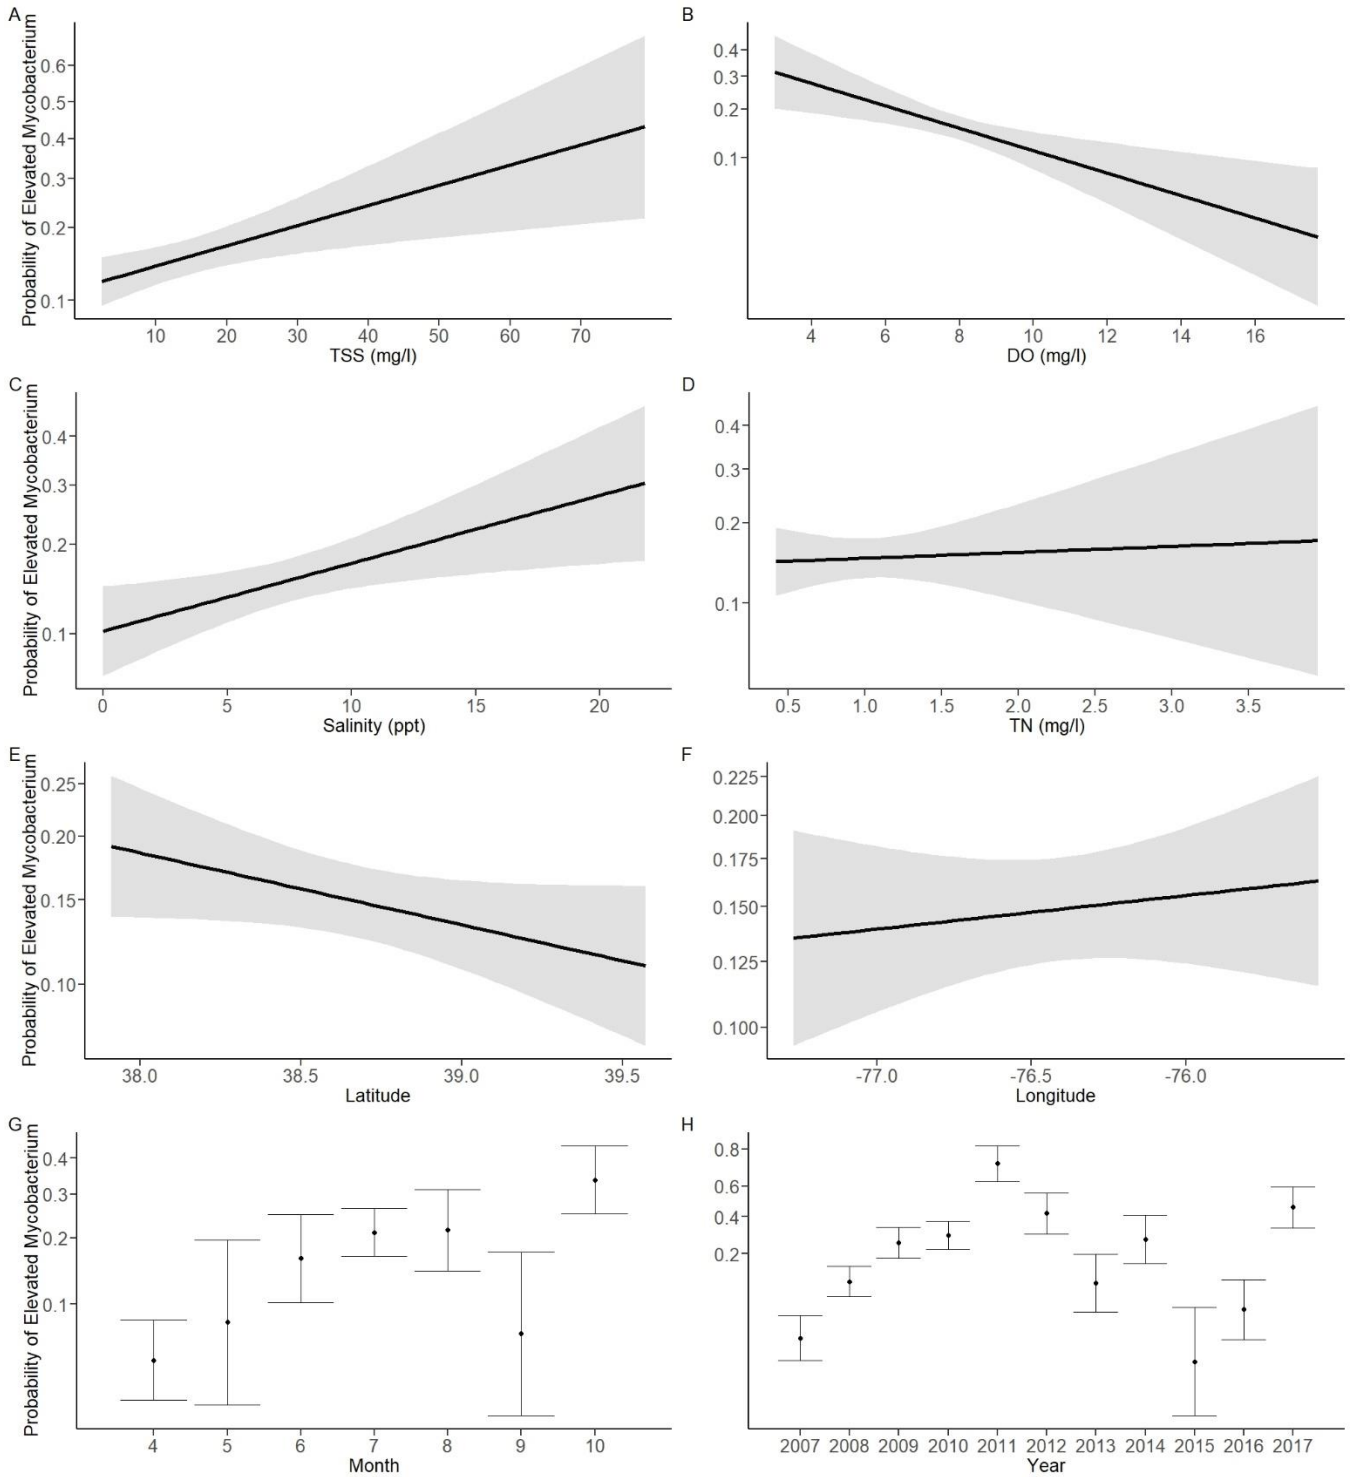 A
Probability of Elevated Mycobacterium
0.6
0.5
0.4
0.3
0.2
0.1
10 20 30 40 50 60 70
TSS (mg/l)
B
0.4
0.3
0.2
0.1
4 6 8 10 12 14 16
DO (mg/l)
C
Probability of Elevated Mycobacterium
0.4
0.3
0.2
0.1
0 5 10 15 20
Salinity (ppt)
D
0.4
0.3
0.2
0.1
0.5 1.0 1.5 2.0 2.5 3.0 3.5
TN (mg/l)
E
Probability of Elevated Mycobacterium
0.25
0.20
0.15
0.10
38.0 38.5 39.0 39.5
Latitude
F
0.225
0.200
0.175
0.150
0.125
0.100
-77.0 -76.5 -76.0
Longitude
G
Probability of Elevated Mycobacterium
0.4
0.3
0.2
0.1
4 5 6 7 8 9 10
Month
H
0.8
0.6
0.4
0.2
2007 2008 2009 2010 2011 2012 2013 2014 2015 2016 2017
Year